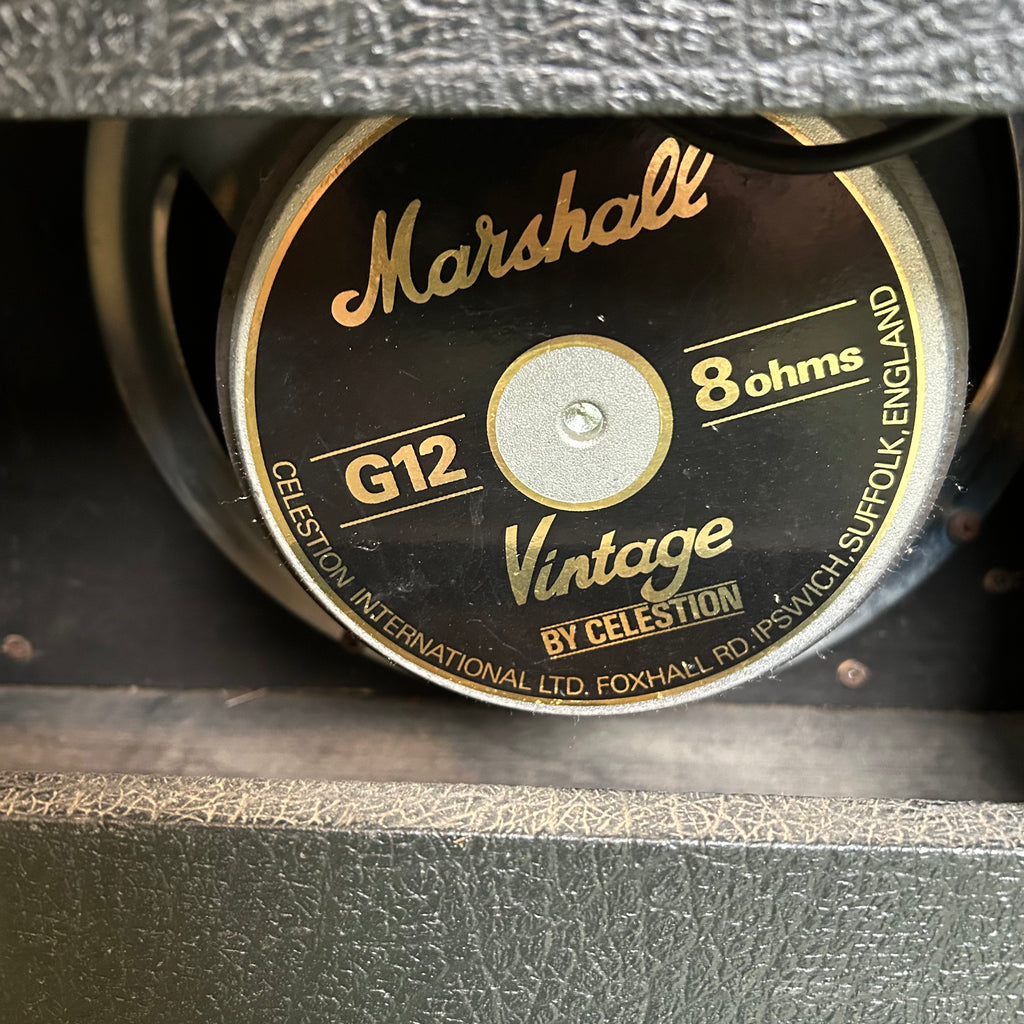 Marshall
8 ohms
G12
Vintage
BY CELESTION
CELESTION INTERNATIONAL LTD. FOXHALL RD. IPSWICH, SUFFOLK, ENGLAND